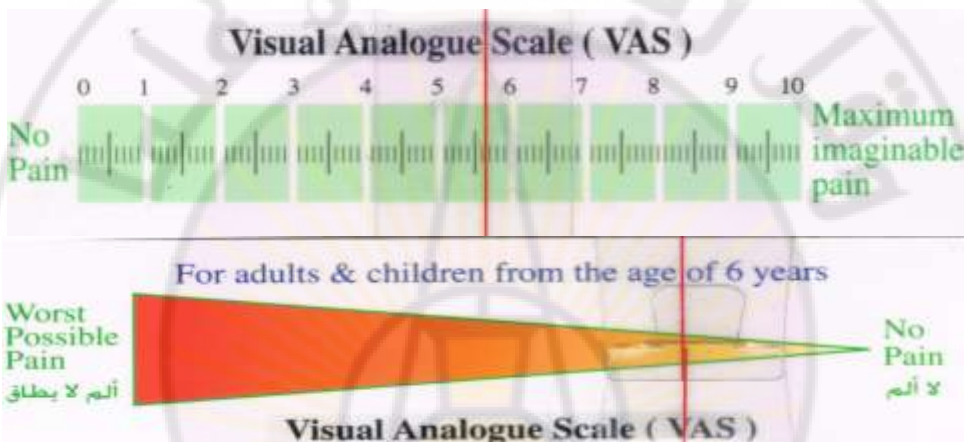 Visual Analogue Scale ( VAS )
0 1 2 3 4 5 6 7 8 9 10
No
Pain
Maximum
imaginable
pain
For adults & children from the age of 6 years
Worst
Possible
Pain
ألم لا يطاق
No
Pain
لا ألم
Visual Analogue Scale ( VAS )